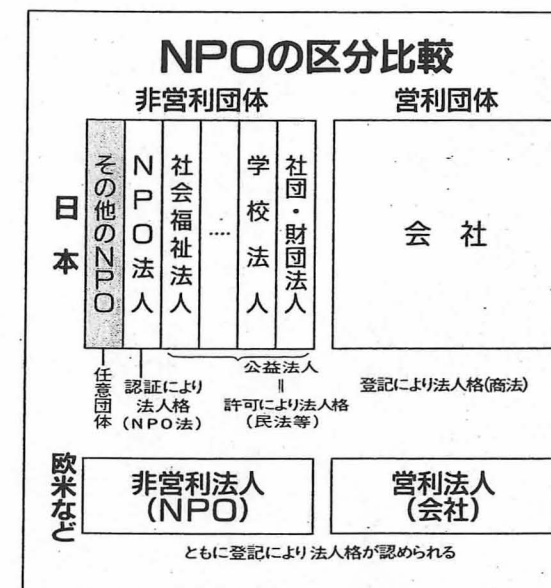 NPOの区分比較
非営利団体
営利団体
日本
その他のNPO
NPO法人
社会福祉法人
‥‥
学校法人
社団・財団法人
会社
任意団体
認証により
法人格
(NPO法)
公益法人
॥
許可により法人格
(民法等)
登記により法人格(商法)
欧米など
非営利法人
(NPO)
営利法人
(会社)
ともに登記により法人格が認められる